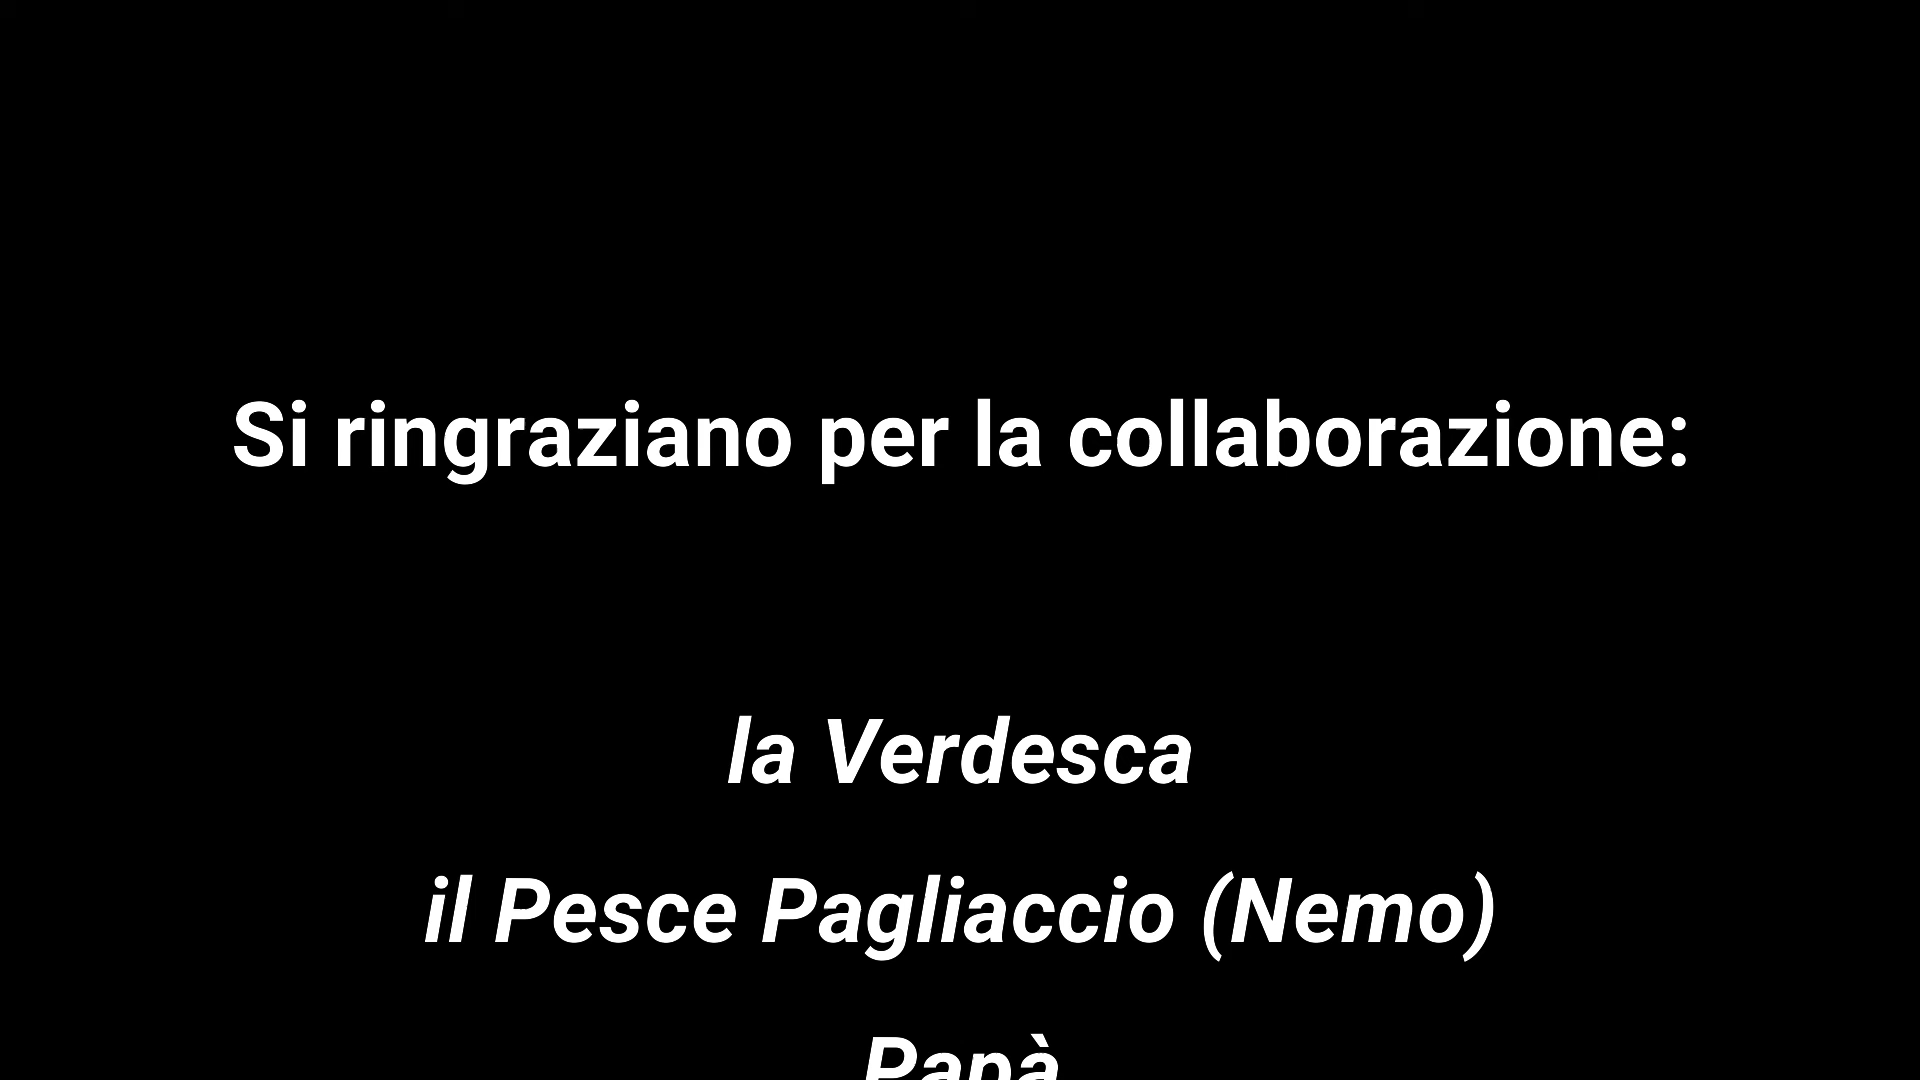 Si ringraziano per la collaborazione:
la Verdesca
il Pesce Pagliaccio (Nemo)
Papà